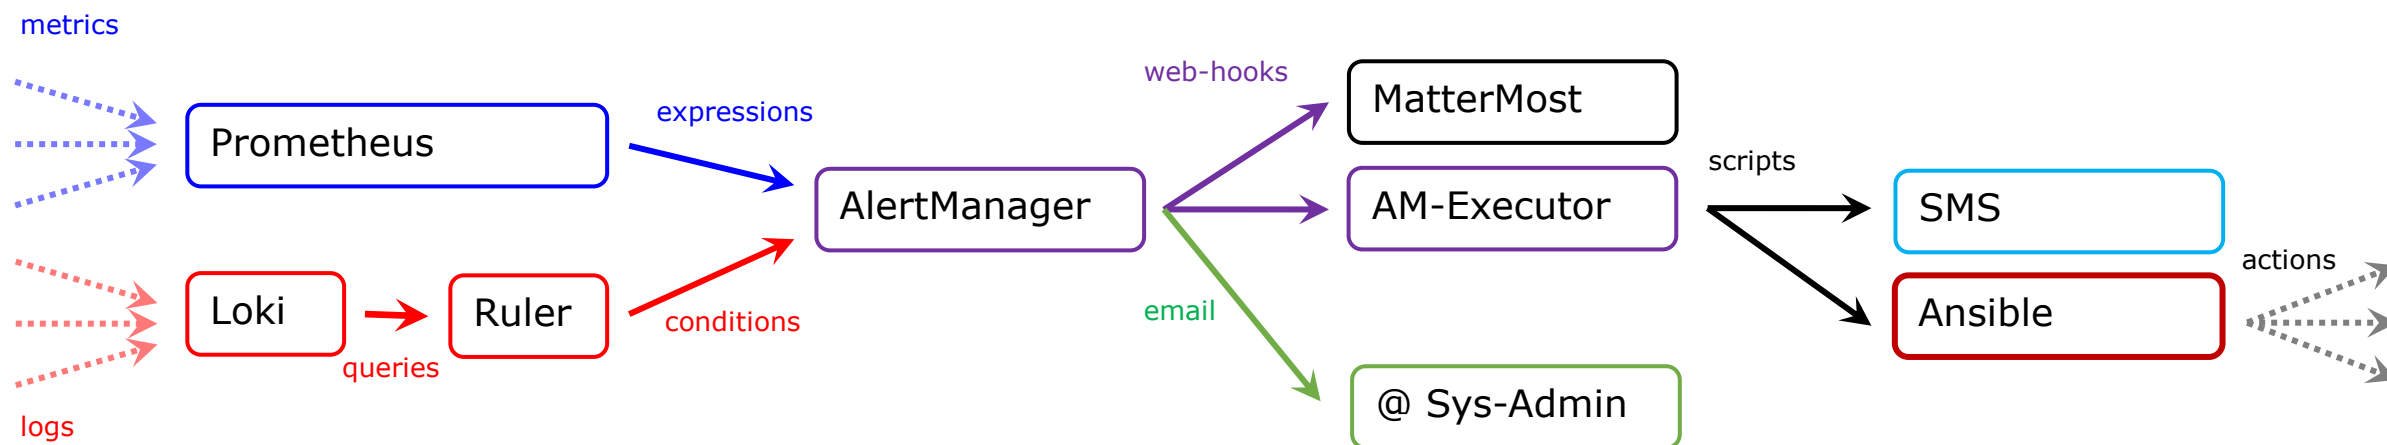 metrics
Prometheus
expressions
Loki
queries
Ruler
conditions
logs
AlertManager
web-hooks
email
MatterMost
AM-Executor
@ Sys-Admin
scripts
SMS
Ansible
actions